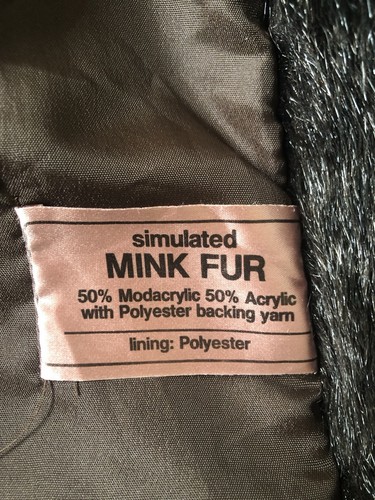 simulated
MINK FUR
50% Modacrylic 50% Acrylic
with Polyester backing yarn
lining: Polyester